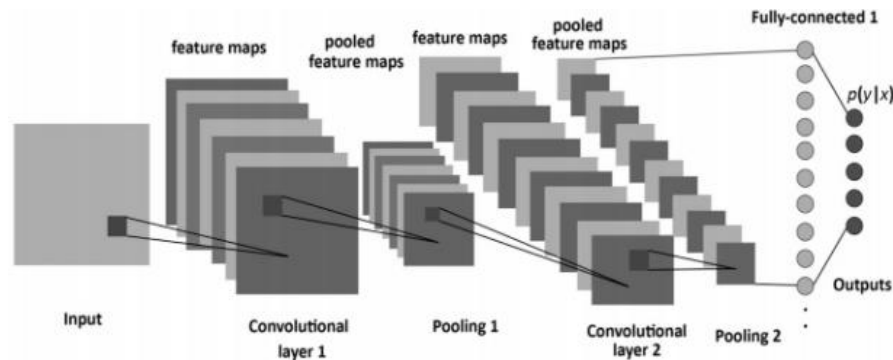 Fully-connected 1
feature maps
pooled
feature maps
feature maps
pooled
feature maps
p(y|x)
Outputs
Input
Convolutional
layer 1
Pooling 1
Convolutional
layer 2
Pooling 2